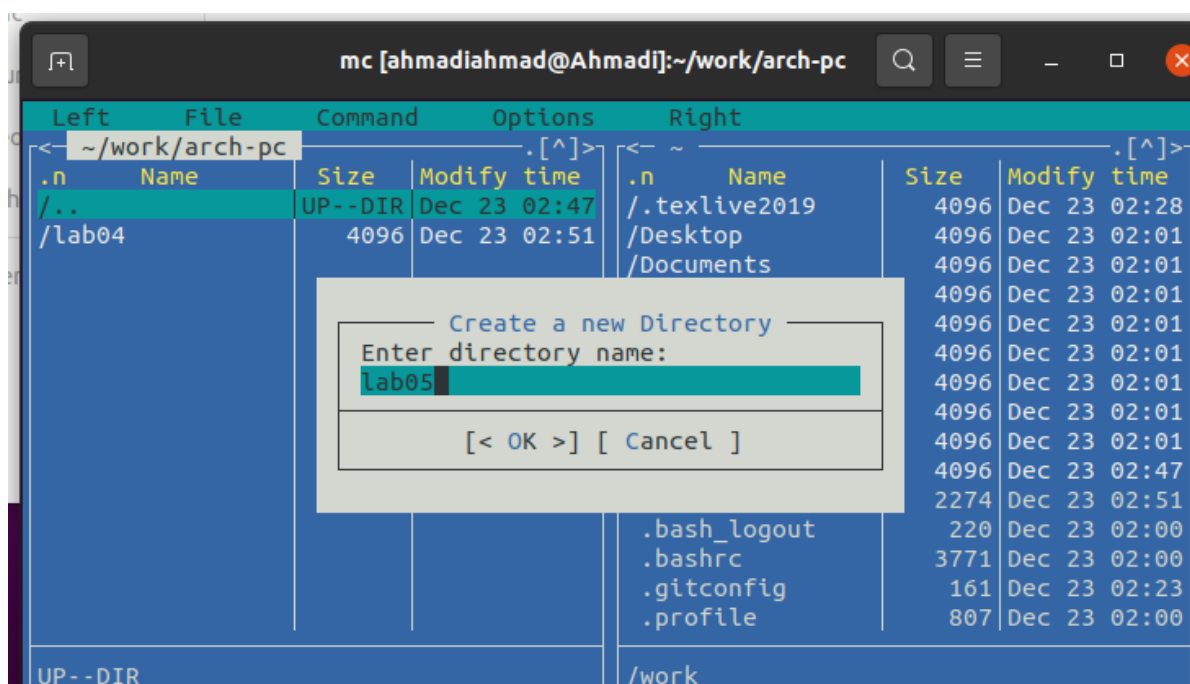 mc [ahmadiahmad@Ahmadi]:~/work/arch-pc
Left File Command Options Right
<─ ~/work/arch-pc ─.[^]>┐ ┌<─ ~ ─.[^]>
.n Name Size Modify time .n Name Size Modify time
/.. UP--DIR Dec 23 02:47 /.texlive2019 4096 Dec 23 02:28
/lab04 4096 Dec 23 02:51 /Desktop 4096 Dec 23 02:01
/Documents 4096 Dec 23 02:01
4096 Dec 23 02:01
Create a new Directory 4096 Dec 23 02:01
Enter directory name: 4096 Dec 23 02:01
lab05 4096 Dec 23 02:01
4096 Dec 23 02:01
[< OK >] [ Cancel ] 4096 Dec 23 02:01
4096 Dec 23 02:47
2274 Dec 23 02:51
.bash_logout 220 Dec 23 02:00
.bashrc 3771 Dec 23 02:00
.gitconfig 161 Dec 23 02:23
.profile 807 Dec 23 02:00
UP--DIR /work